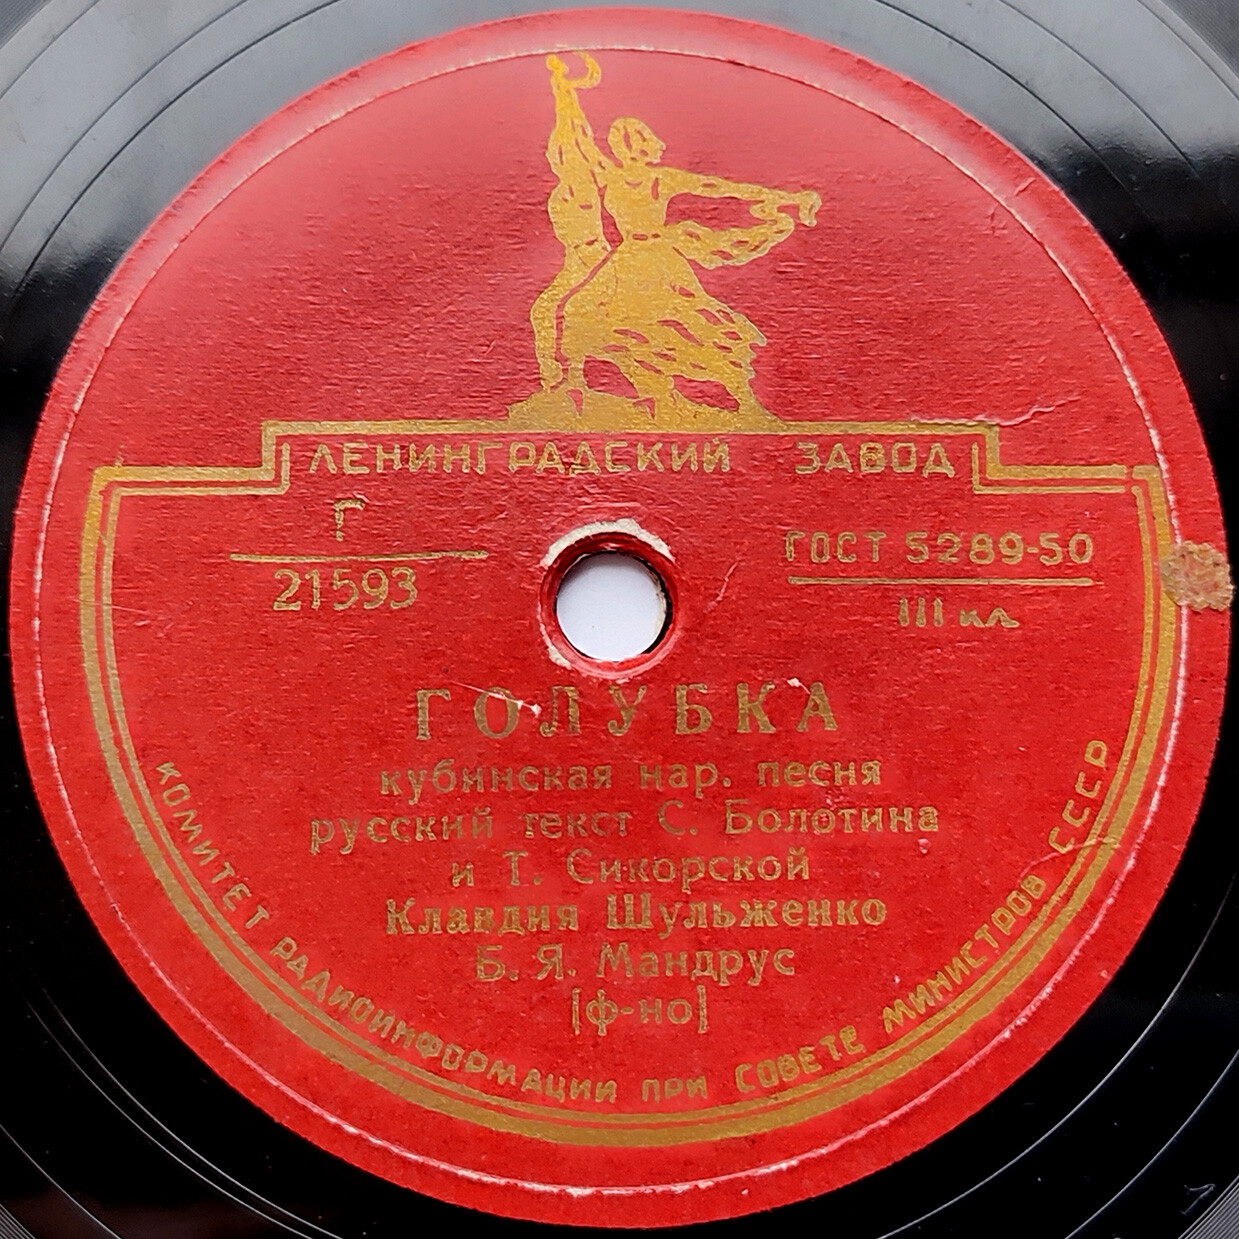 ЛЕНИНГРАДСКИЙ ЗАВОД
Г
21593
ГОСТ 5289-50
III кл
ГОЛУБКА
кубинская нар. песня
русский текст С. Болотина
и Т. Сикорской
Клавдия Шульженко
Б. Я. Мандрус
[ф-но]
КОМИТЕТ РАДИОИНФОРМАЦИИ ПРИ СОВЕТЕ МИНИСТРОВ СССР